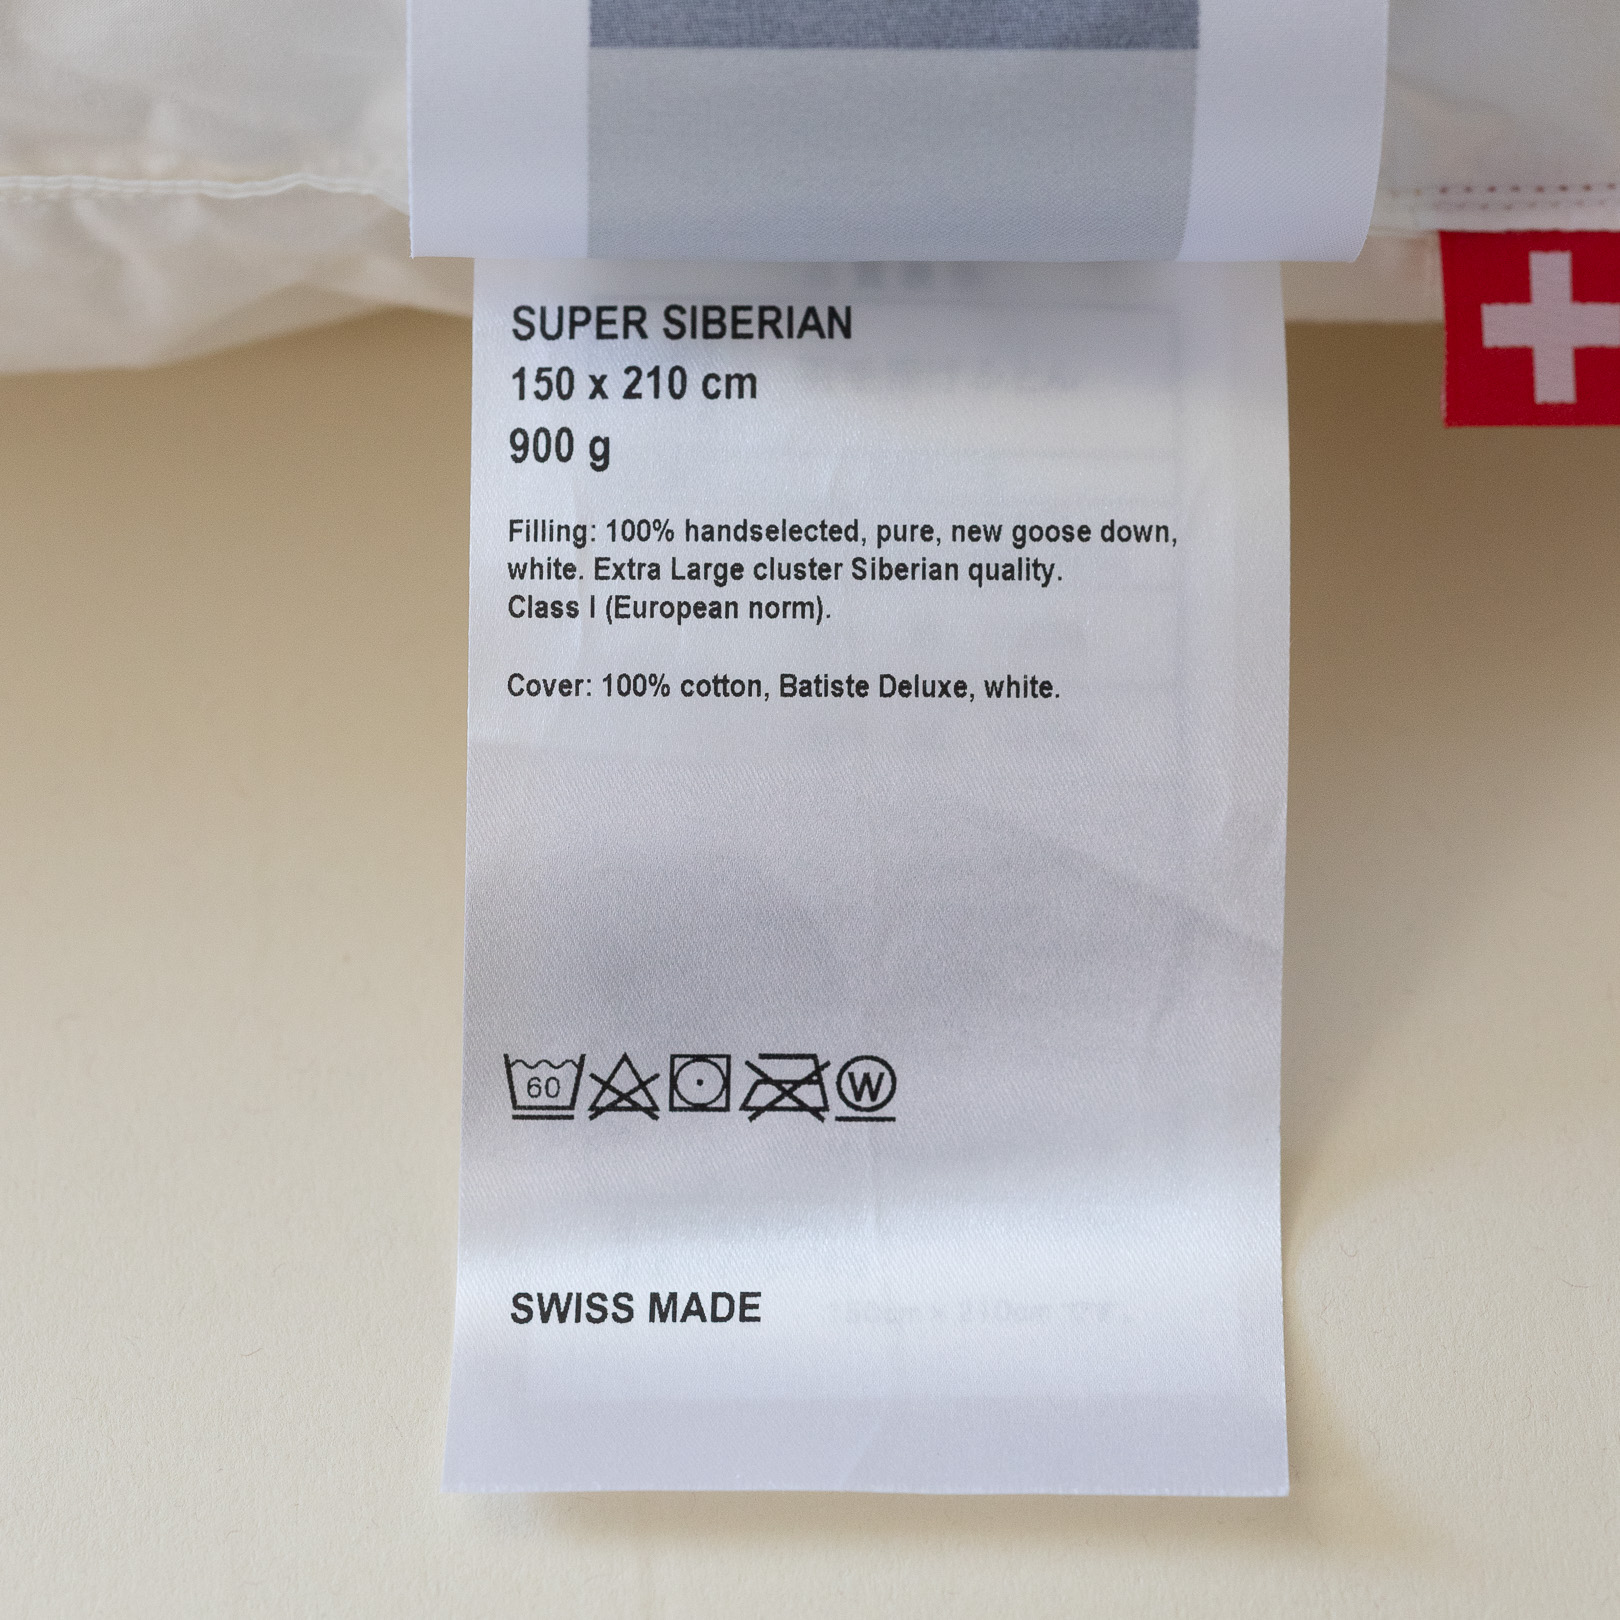 SUPER SIBERIAN
150 x 210 cm
900 g
Filling: 100% handselected, pure, new goose down,
white. Extra Large cluster Siberian quality.
Class I (European norm).
Cover: 100% cotton, Batiste Deluxe, white.
60 W
SWISS MADE